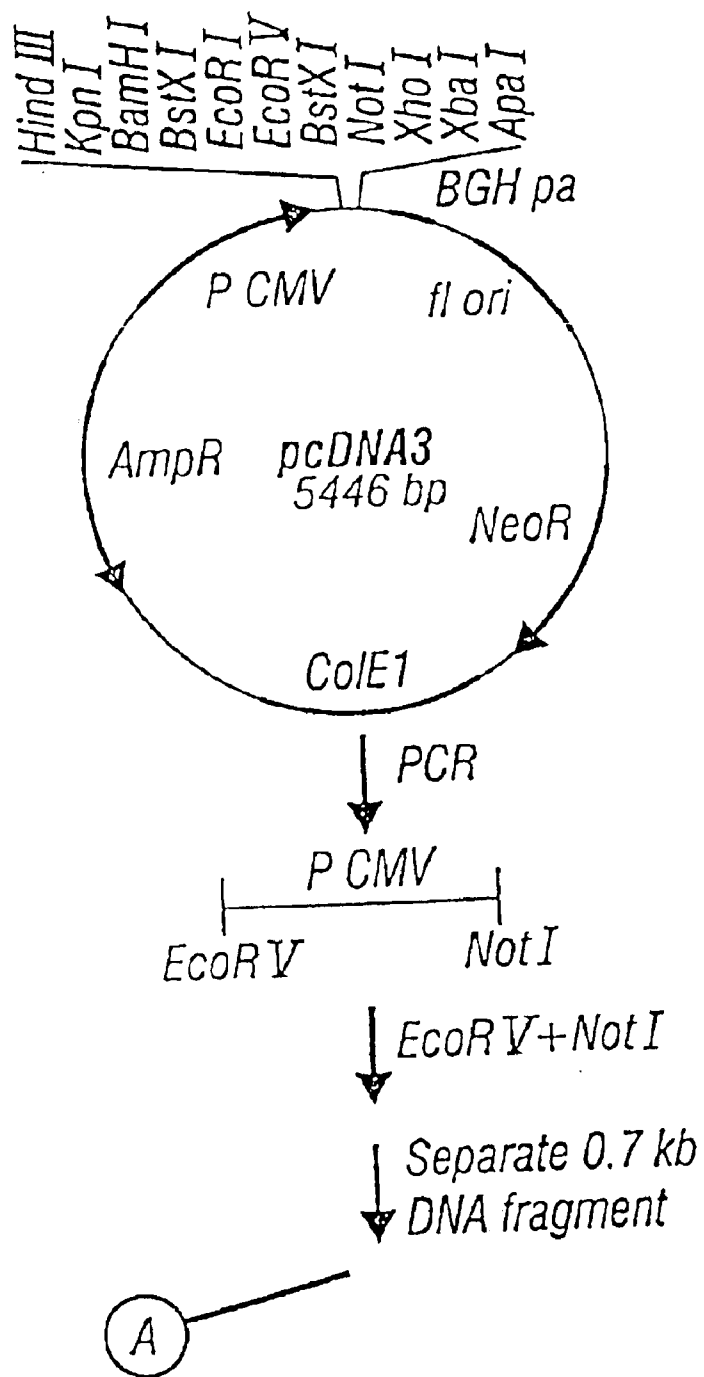 Hind III
Kpn I
BamH I
BstX I
EcoR I
EcoR V
BstX I
Not I
Xho I
Xba I
Apa I
BGH pa
P CMV
fl ori
AmpR
pcDNA3
5446 bp
NeoR
ColE1
PCR
P CMV
EcoR V
Not I
EcoR V+Not I
Separate 0.7 kb
DNA fragment
A